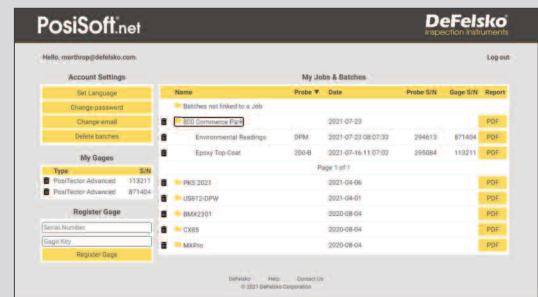 PosiSoft.net
DeFelsko
Inspection Instruments
Hello, morthrop@defelsko.com
Log out
Account Settings
Set Language
Change password
Change email
Delete batches
My Gages
Type S/N
PosiTector Advanced 113211
PosiTector Advanced 871404
Register Gage
Serial Number
Gage Key
Register Gage
My Jobs & Batches
Name Probe ▼ Date Probe S/N Gage S/N Report
Batches not linked to a Job
800 Commerce Park 2021-07-23 PDF
Environmental Readings DPM 2021-07-23 08:07:33 294613 871404 PDF
Epoxy Top Coat 200-B 2021-07-16 11:07:02 295084 113211 PDF
Page 1 of 1
PKS 2021 2021-04-06 PDF
US812-DPW 2021-04-01 PDF
BMX2301 2020-08-04 PDF
CX65 2020-08-04 PDF
MXPro 2020-08-04 PDF
DeFelsko Help Contact Us
© 2021 DeFelsko Corporation